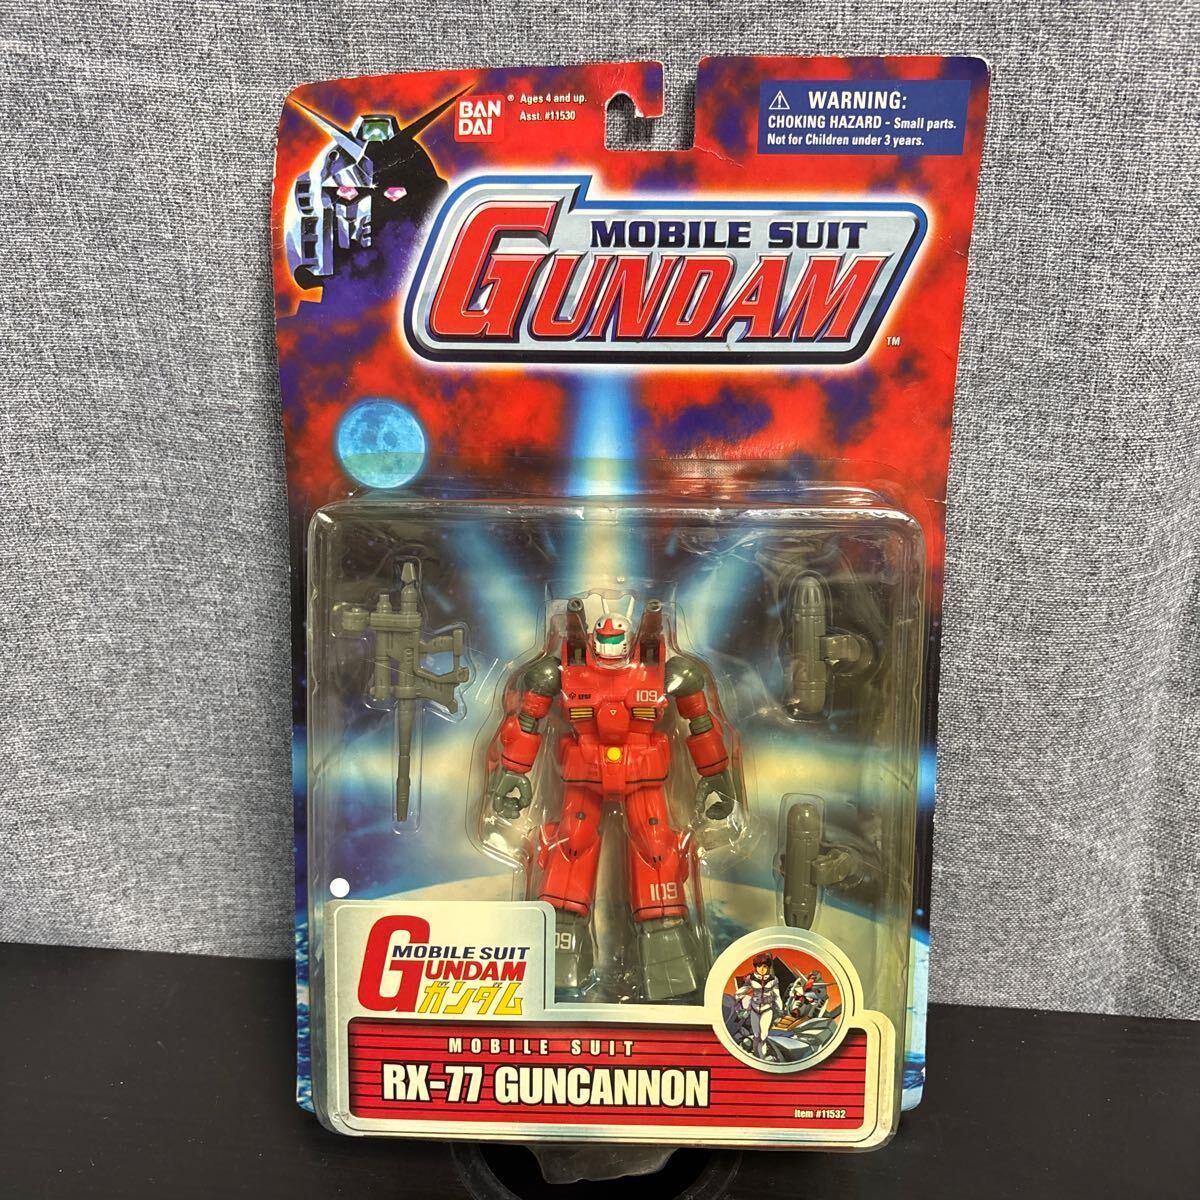 BAN
DAI
®
Ages 4 and up.
Asst. #11530
⚠ WARNING:
CHOKING HAZARD - Small parts.
Not for Children under 3 years.
MOBILE SUIT
GUNDAM
TM
EFSF
109
109
09
MOBILE SUIT
GUNDAM
ガンダム
MOBILE SUIT
RX-77 GUNCANNON
Item #11532